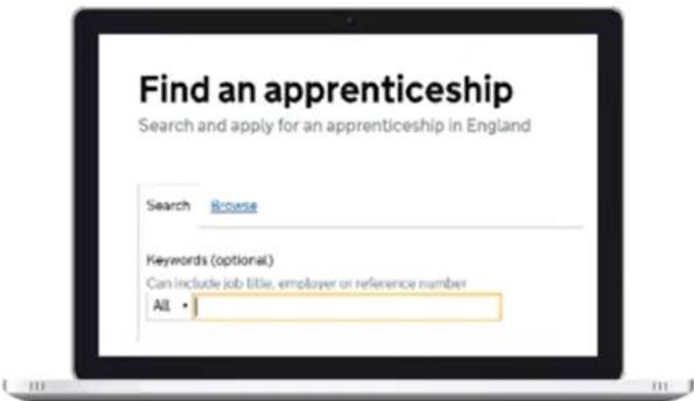 Find an apprenticeship
Search and apply for an apprenticeship in England
Search Browse
Keywords (optional)
Can include job title, employer or reference number
All